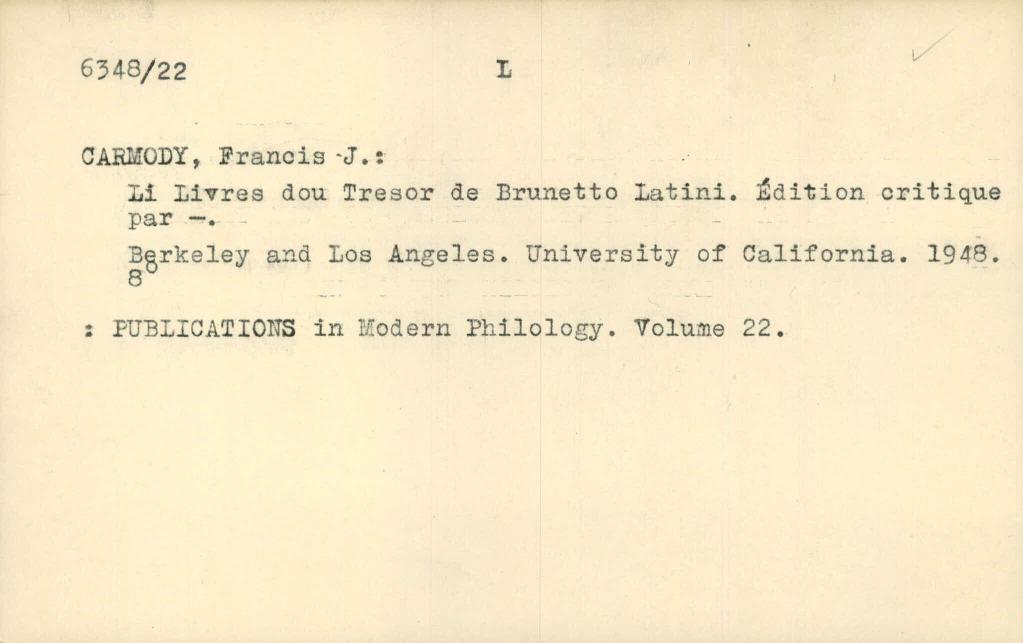 6348/22 L
CARMODY, Francis J.:
Li Livres dou Tresor de Brunetto Latini. Édition critique
par —.
Berkeley and Los Angeles. University of California. 1948.
8°
: PUBLICATIONS in Modern Philology. Volume 22.